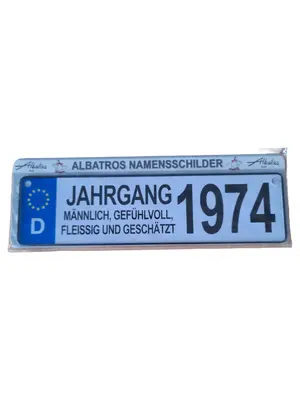 Albatros ALBATROS NAMENSSCHILDER Albatros
JAHRGANG 1974
MÄNNLICH, GEFÜHLVOLL,
FLEISSIG UND GESCHÄTZT
D